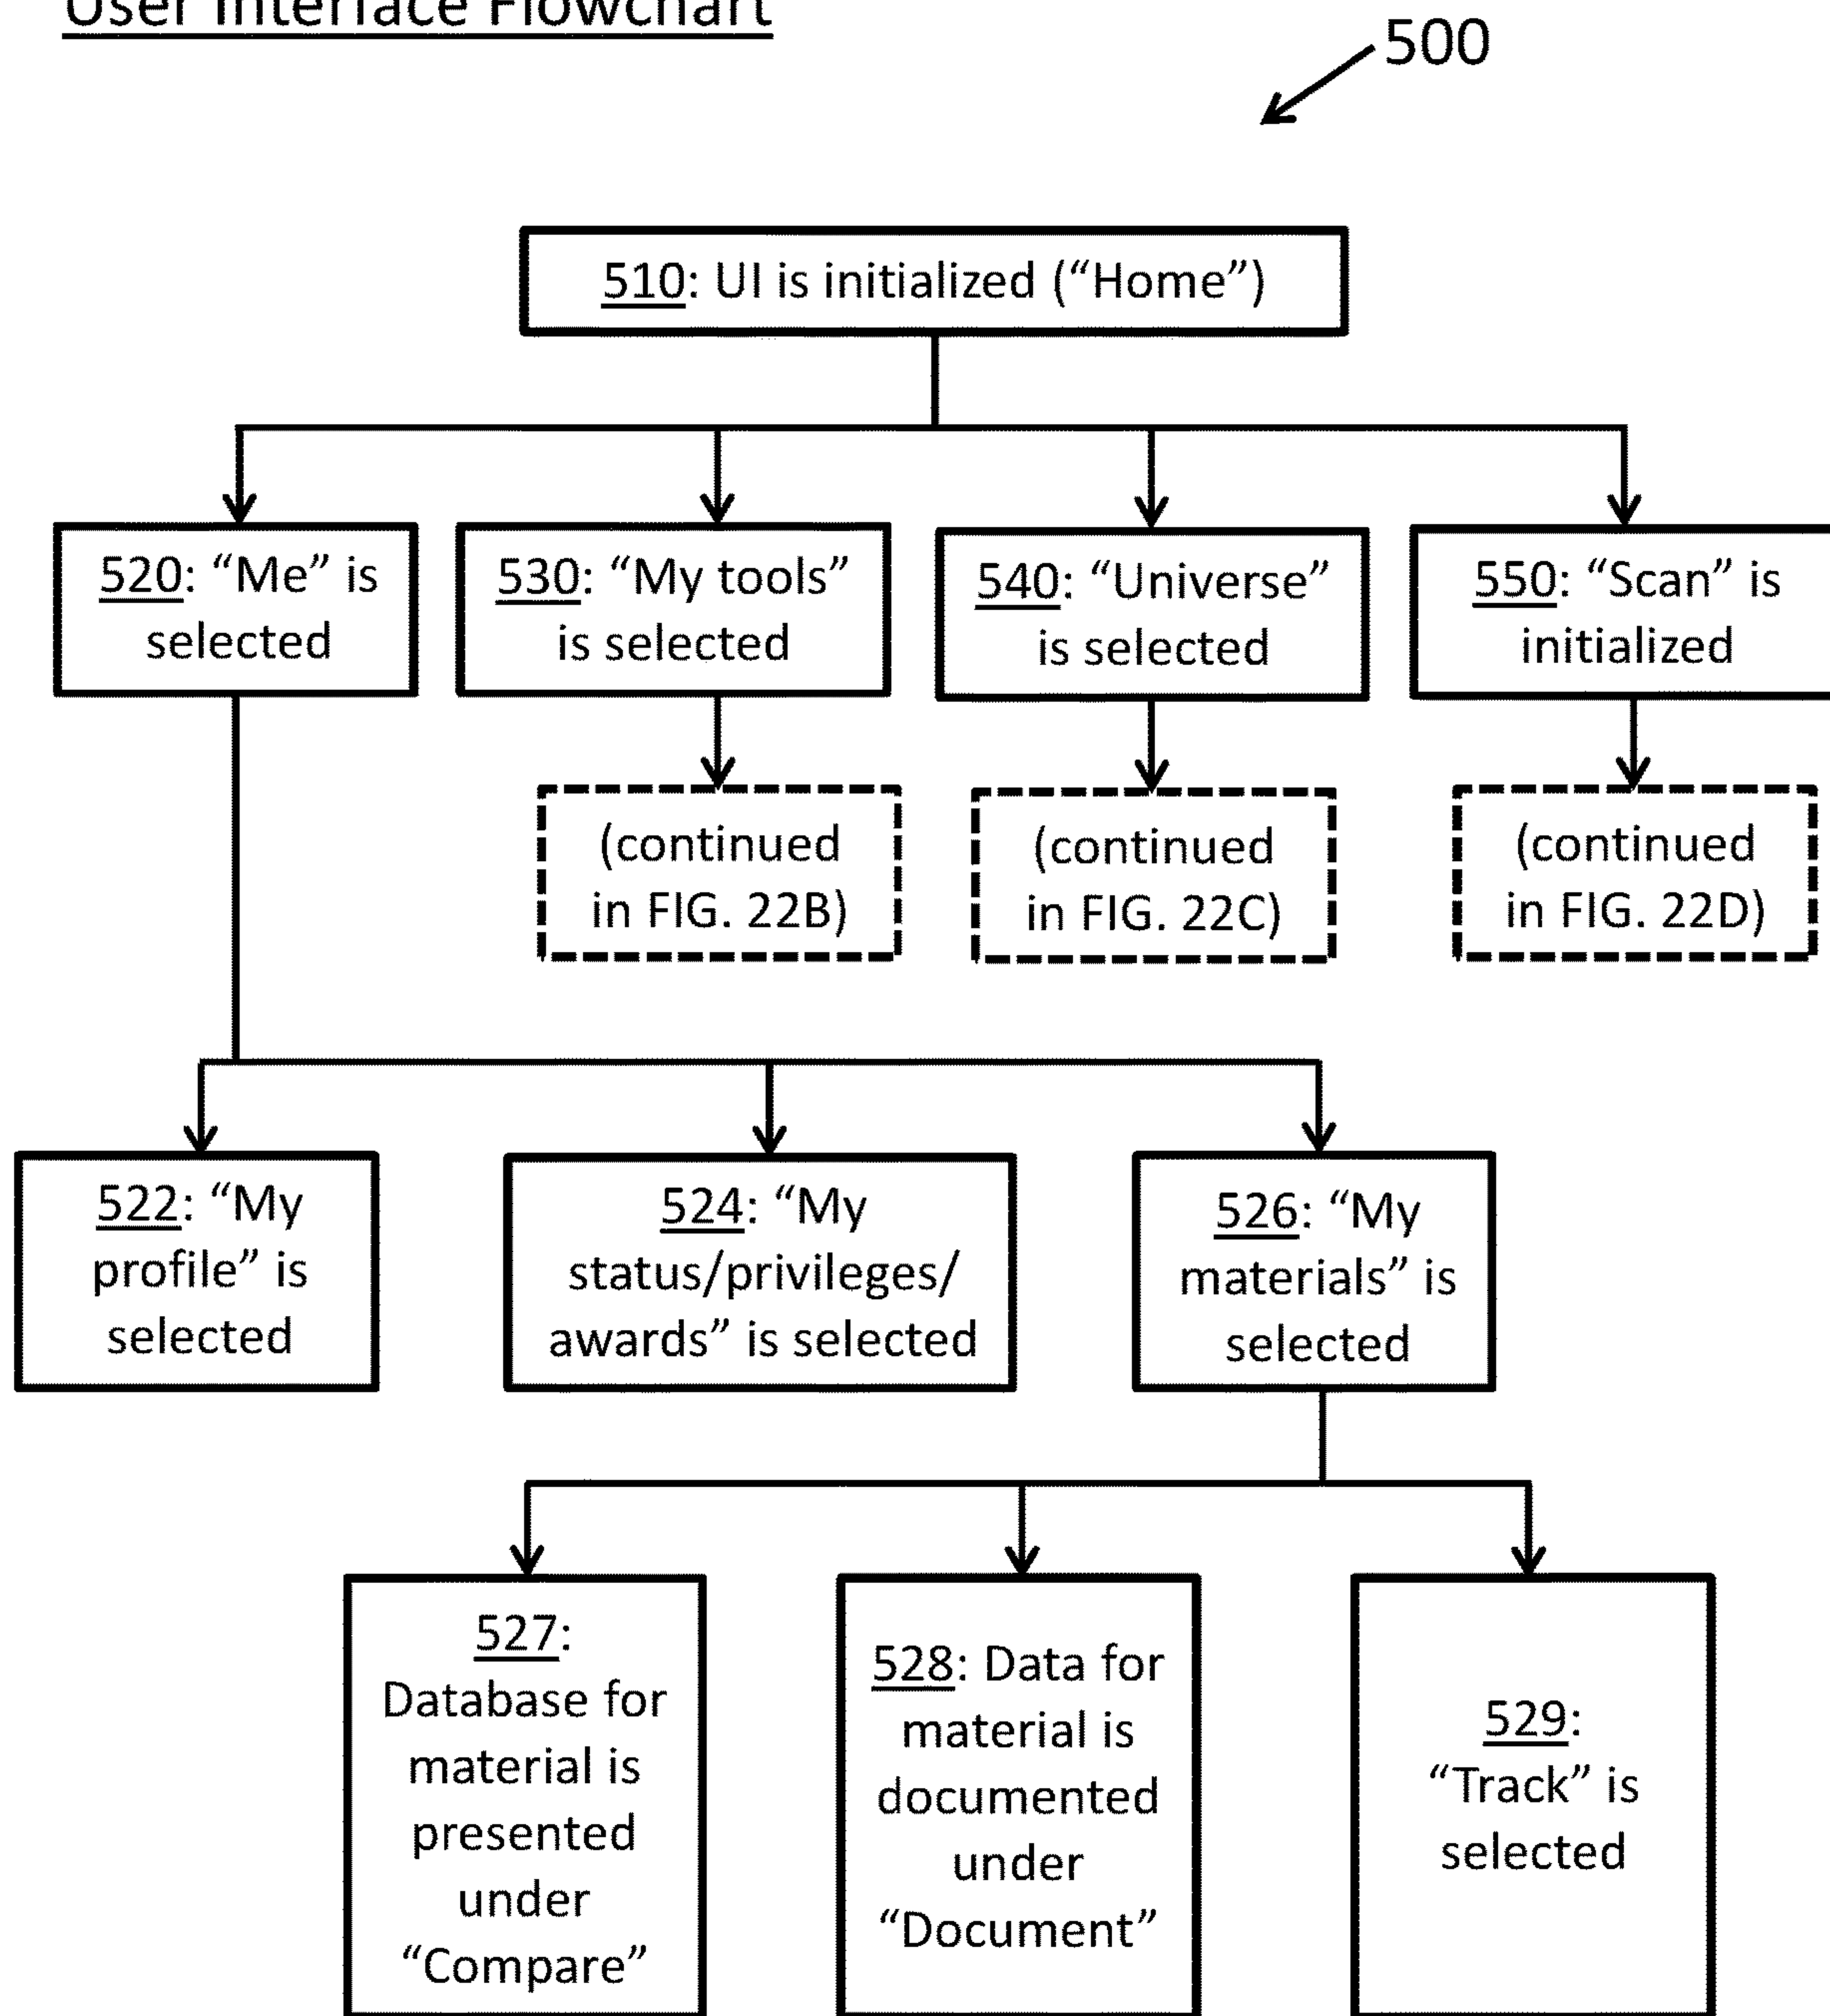 User Interface Flowchart
500
510: UI is initialized (“Home”)
520: “Me” is
selected
530: “My tools”
is selected
540: “Universe”
is selected
550: “Scan” is
initialized
(continued
in FIG. 22B)
(continued
in FIG. 22C)
(continued
in FIG. 22D)
522: “My
profile” is
selected
524: “My
status/privileges/
awards” is selected
526: “My
materials” is
selected
527:
Database for
material is
presented
under
“Compare”
528: Data for
material is
documented
under
“Document”
529:
“Track” is
selected